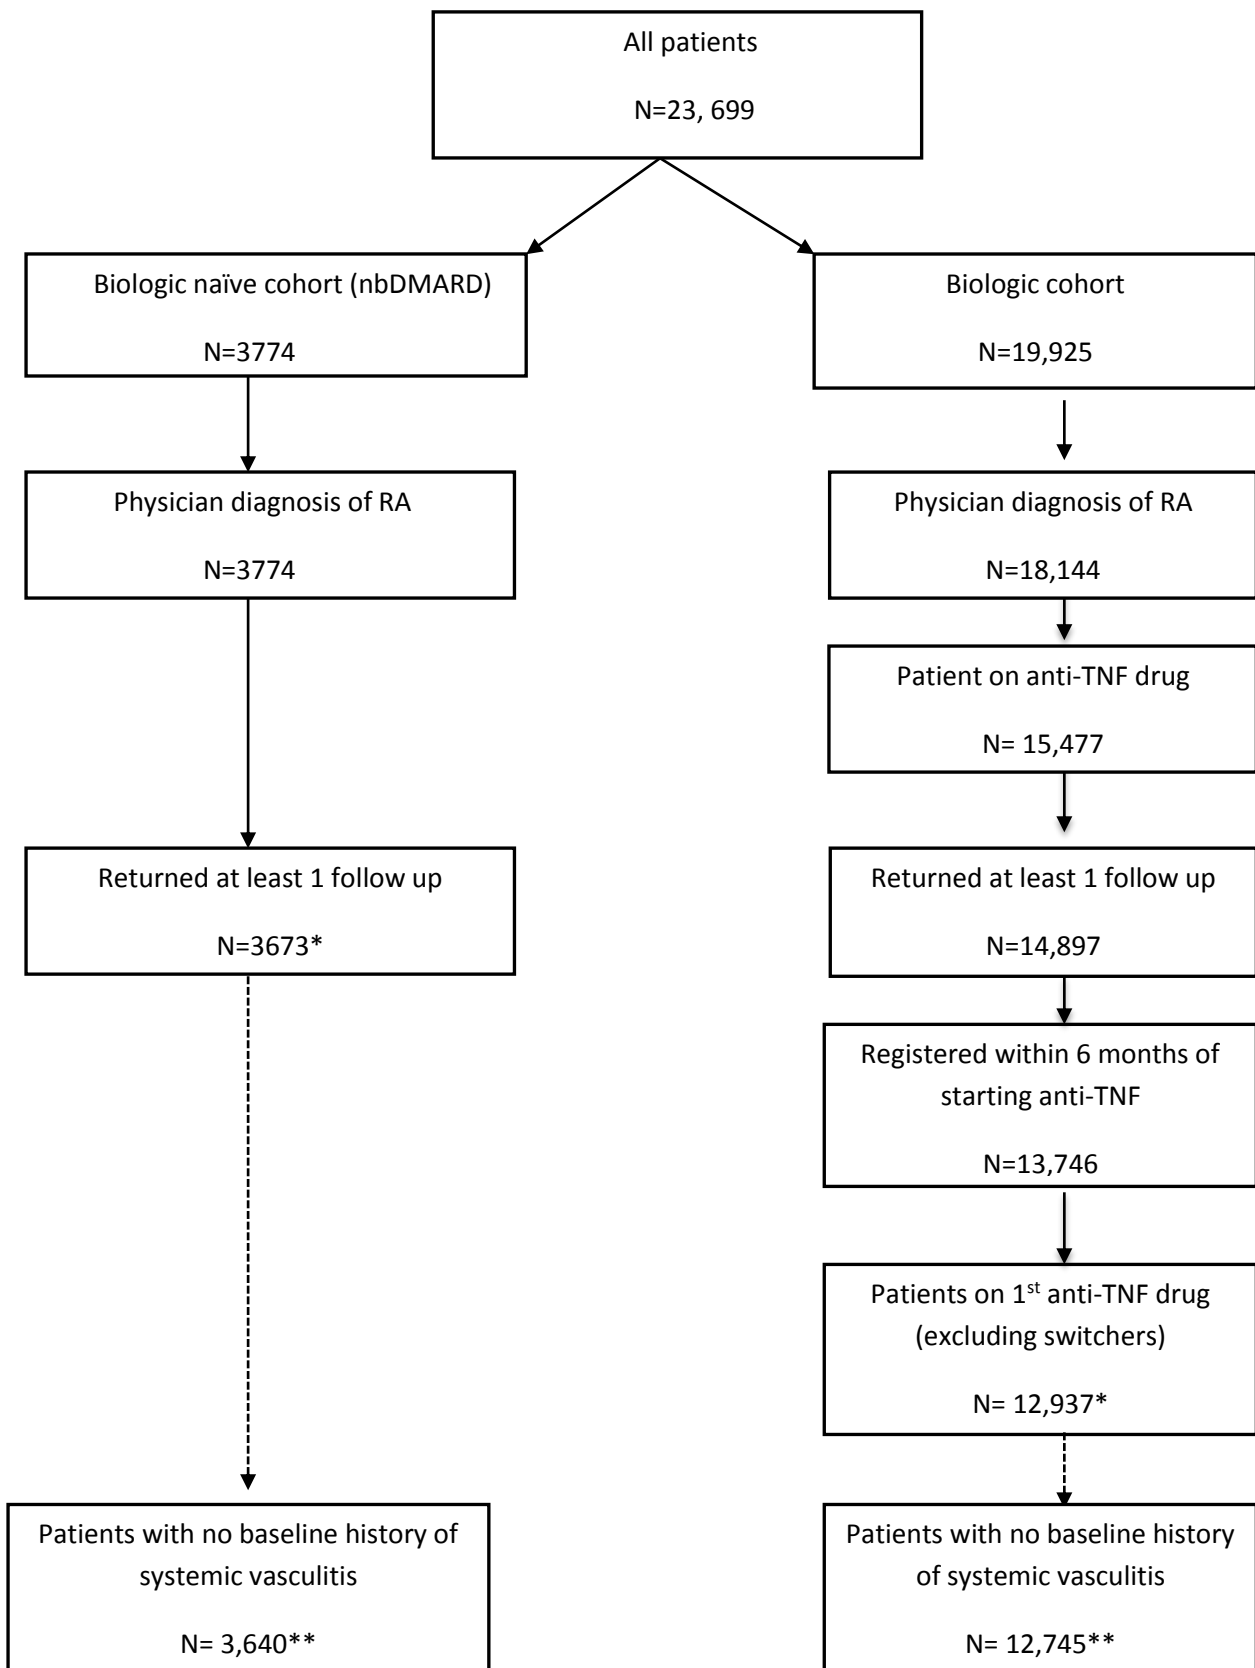 All patients
N=23, 699
Biologic naïve cohort (nbDMARD)
N=3774
Biologic cohort
N=19,925
Physician diagnosis of RA
N=3774
Physician diagnosis of RA
N=18,144
Patient on anti-TNF drug
N= 15,477
Returned at least 1 follow up
N=3673*
Returned at least 1 follow up
N=14,897
Registered within 6 months of
starting anti-TNF
N=13,746
Patients on 1st anti-TNF drug
(excluding switchers)
N= 12,937*
Patients with no baseline history of
systemic vasculitis
N= 3,640**
Patients with no baseline history
of systemic vasculitis
N= 12,745**